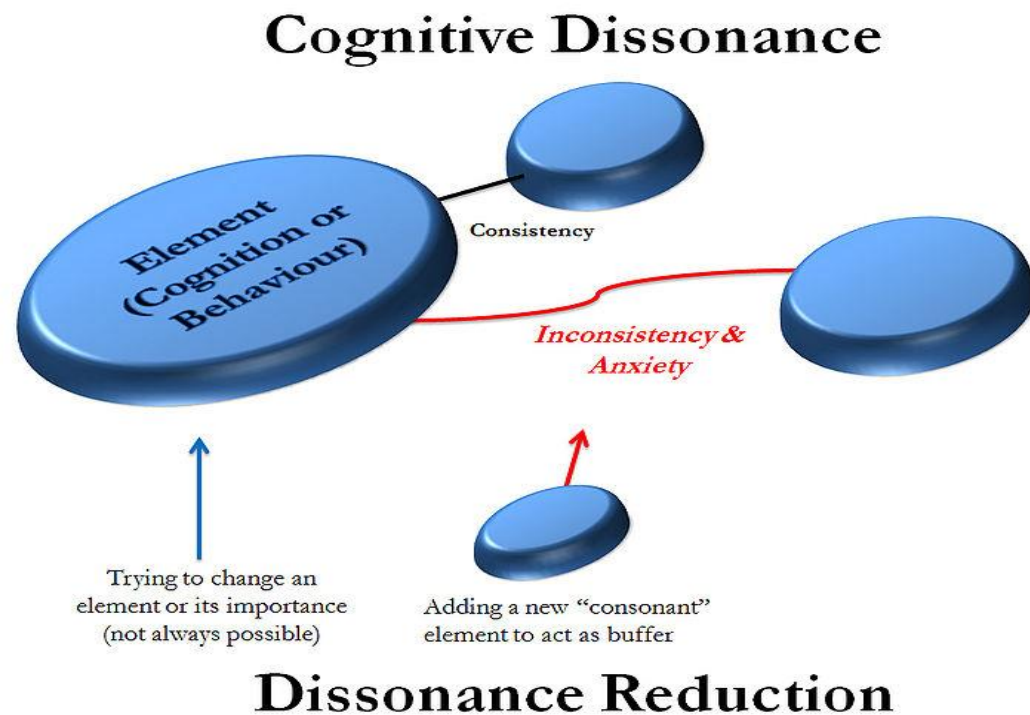 Cognitive Dissonance
Element
(Cognition or
Behaviour)
Consistency
Inconsistency &
Anxiety
Trying to change an
element or its importance
(not always possible)
Adding a new “consonant”
element to act as buffer
Dissonance Reduction